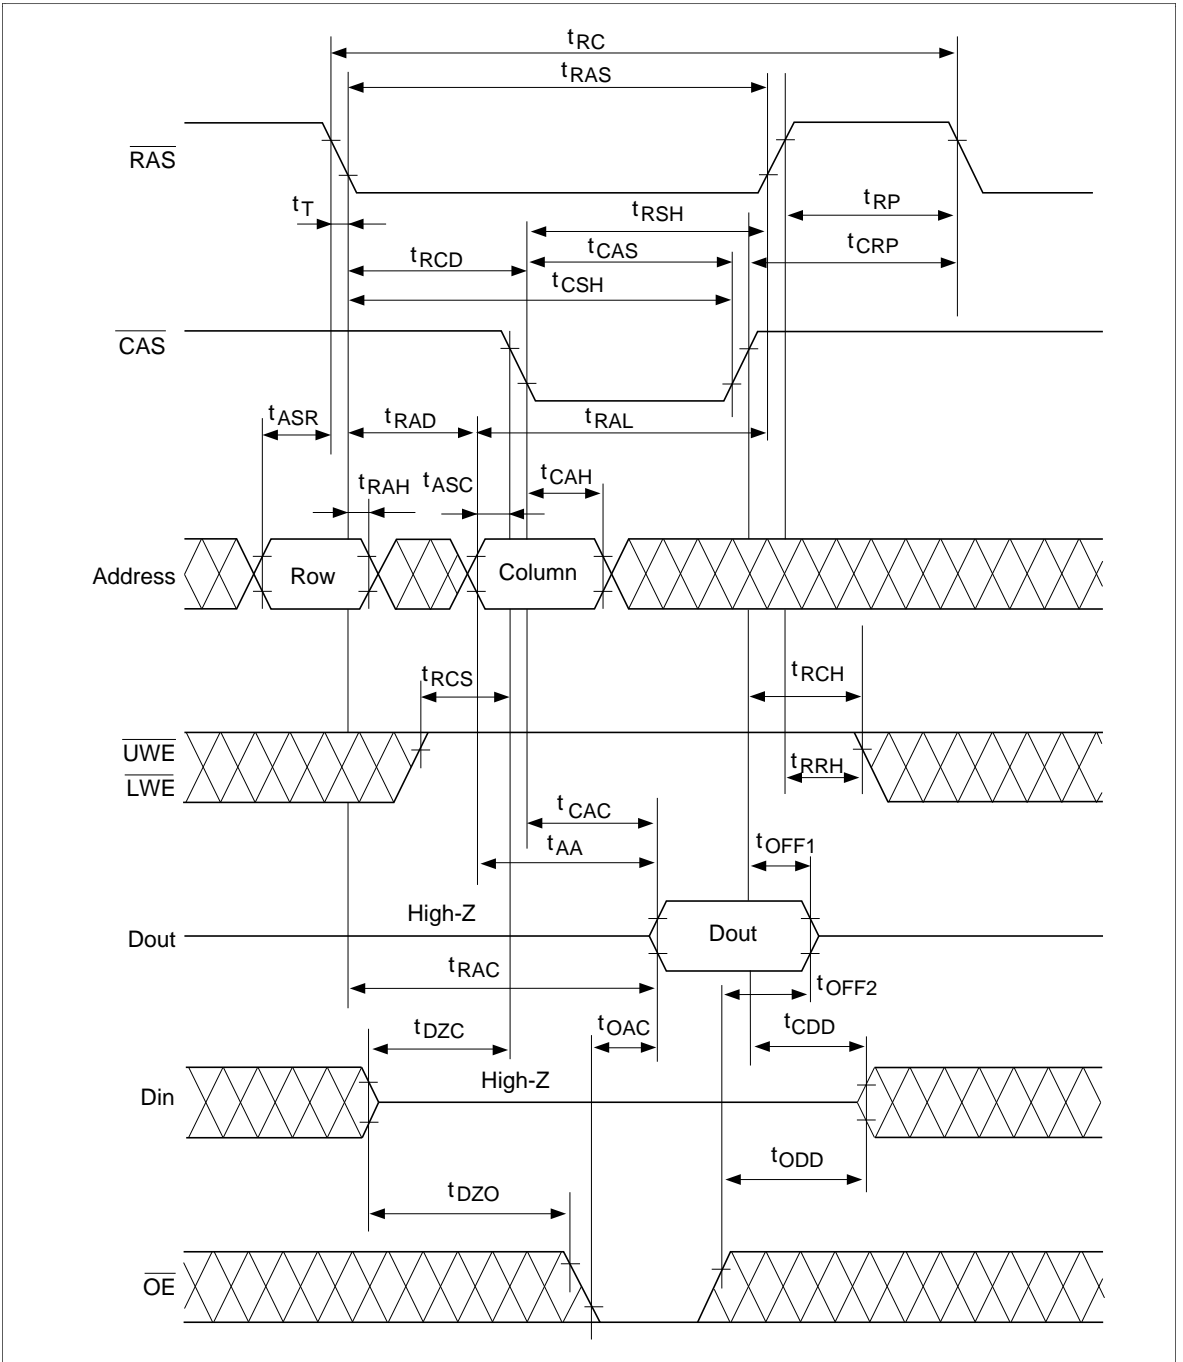 tRC
tRAS
RAS
tT
tRP
tRSH
tCRP
tRCD
tCAS
tCSH
CAS
tASR
tRAD
tRAL
tRAH
tASC
tCAH
Address
Row
Column
tRCS
tRCH
UWE
LWE
tRRH
tCAC
tAA
tOFF1
High-Z
Dout
Dout
tRAC
tOFF2
tDZC
tOAC
tCDD
High-Z
Din
tODD
tDZO
OE